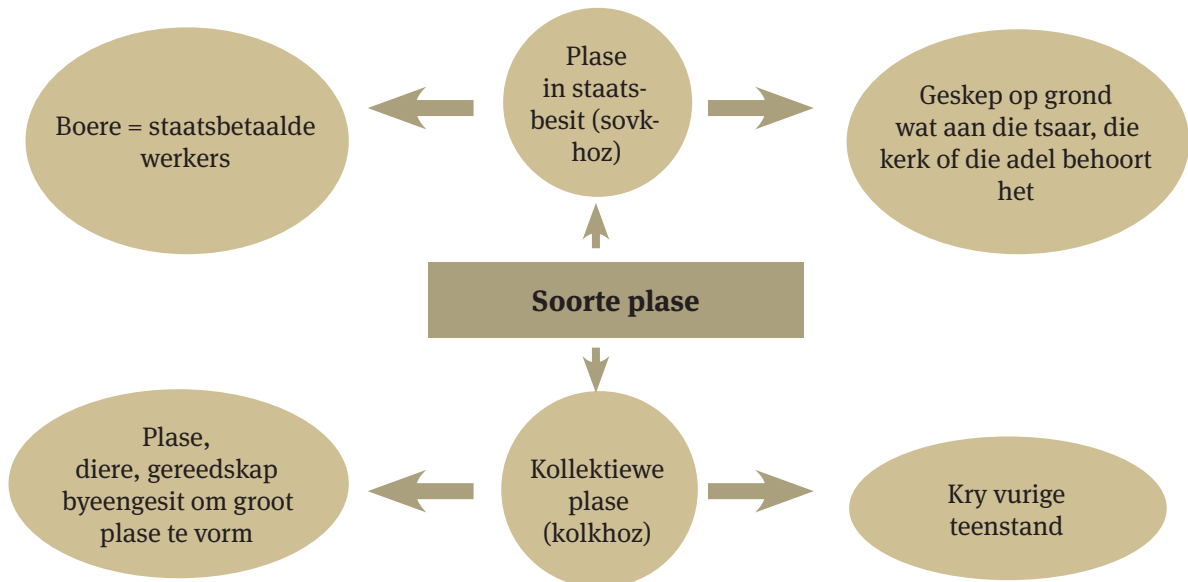 Plase
in staats-
besit (sovk-
hoz)
Boere = staatsbetaalde
werkers
Geskep op grond
wat aan die tsaar, die
kerk of die adel behoort
het
Soorte plase
Plase,
diere, gereedskap
byeengesit om groot
plase te vorm
Kollektiewe
plase
(kolkhoz)
Kry vurige
teenstand